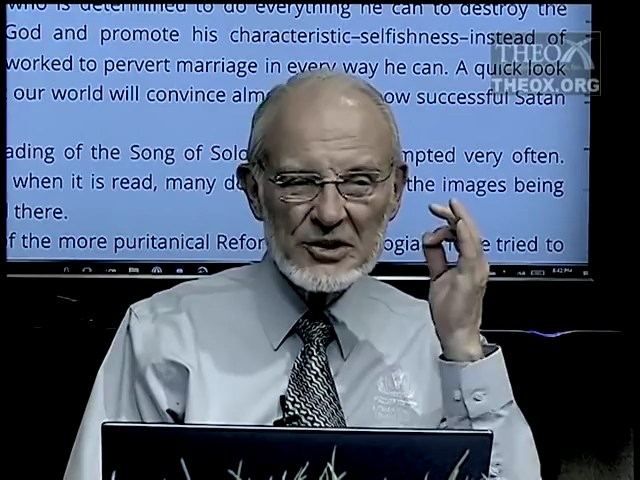 who is determined to do everything he can to destroy the
God and promote his characteristic–selfishness–instead of
worked to pervert marriage in every way he can. A quick look
our world will convince ow successful Satan
ading of the Song of mpted very often.
when it is read, many the images being
there.
f the more puritanical tried to
THEOX
THEOX.ORG
8:42 PM